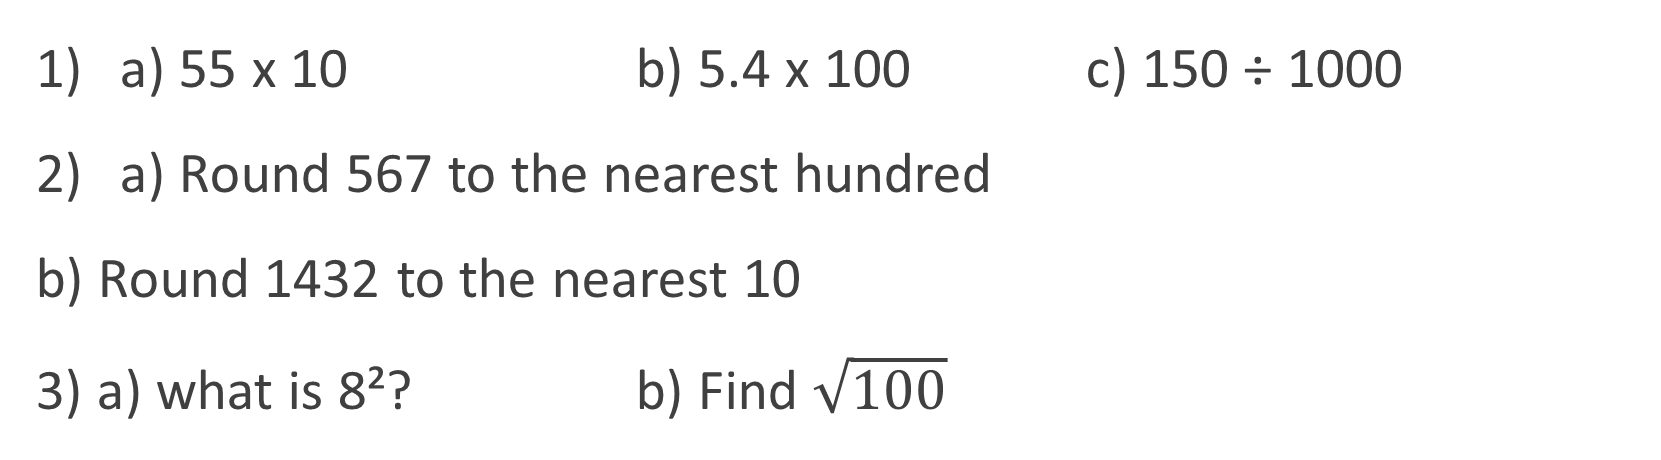 1) a) 55 x 10 b) 5.4 x 100 c) 150 ÷ 1000
2) a) Round 567 to the nearest hundred
b) Round 1432 to the nearest 10
3) a) what is 8²? b) Find √100